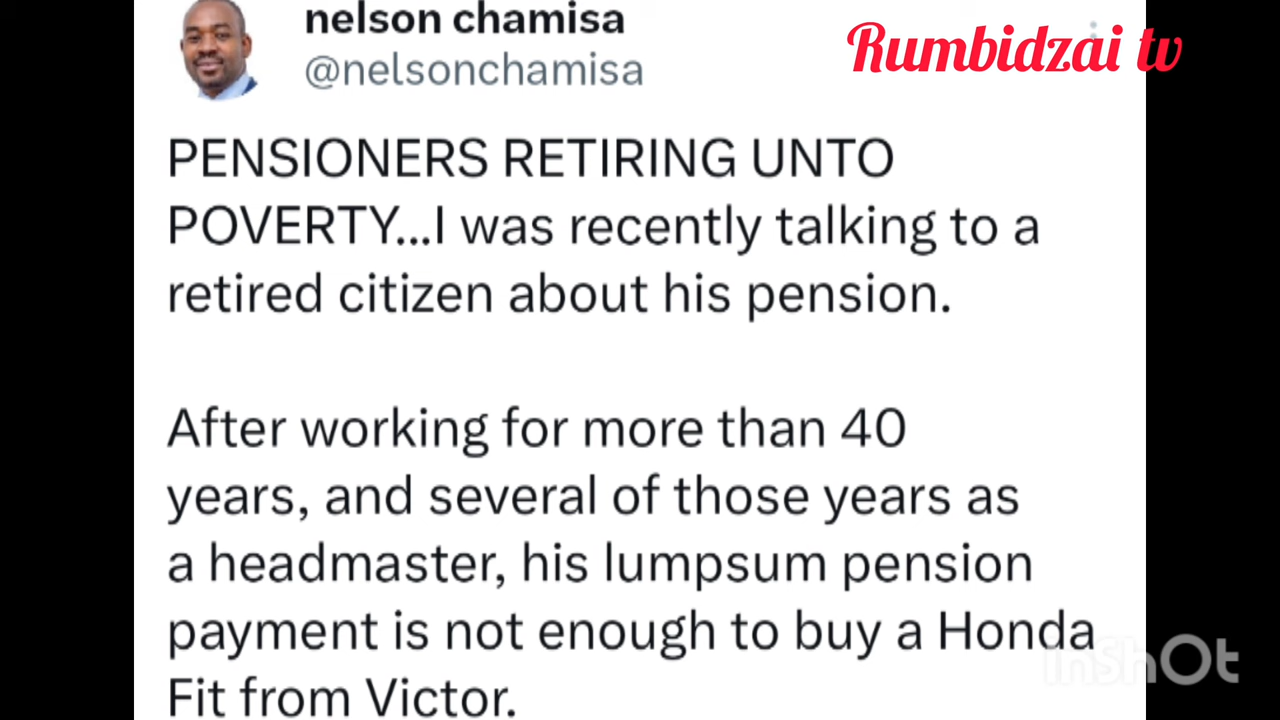 nelson chamisa
Rumbidzai tv
@nelsonchamisa
PENSIONERS RETIRING UNTO
POVERTY...I was recently talking to a
retired citizen about his pension.
After working for more than 40
years, and several of those years as
a headmaster, his lumpsum pension
payment is not enough to buy a Honda
Fit from Victor.
InShOt